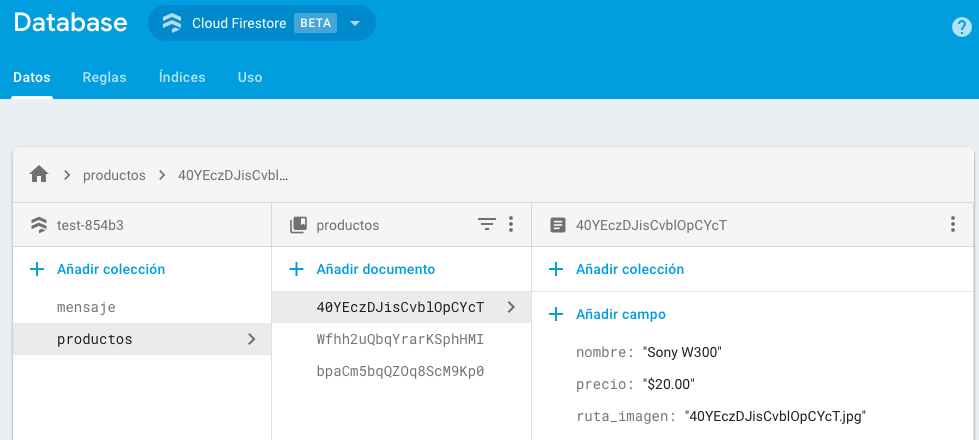 Database Cloud Firestore BETA
Datos Reglas Índices Uso
productos 40YEczDJisCvbl...
test-854b3 productos 40YEczDJisCvblOpCYcT
Añadir colección Añadir documento Añadir colección
mensaje 40YEczDJisCvblOpCYcT Añadir campo
productos Wfhh2uQbqYrarKSphHMI nombre: "Sony W300"
bpaCm5bqQZOq8ScM9Kp0 precio: "$20.00"
ruta_imagen: "40YEczDJisCvblOpCYcT.jpg"